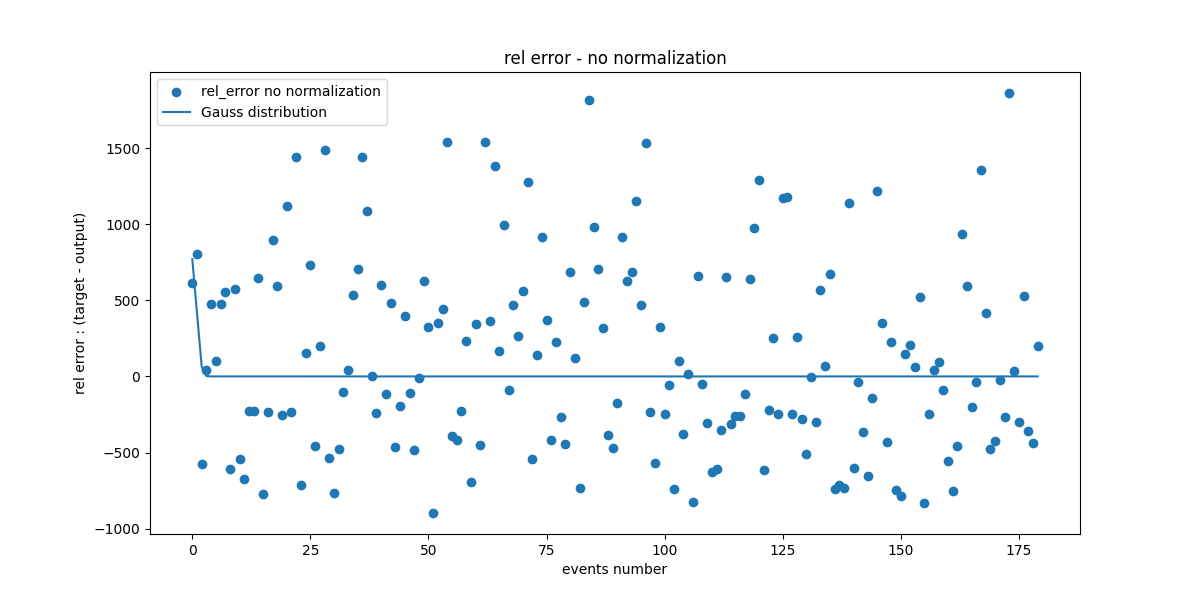 rel error - no normalization
rel_error no normalization
Gauss distribution
1500
1000
500
0
−500
−1000
rel error : (target - output)
0 25 50 75 100 125 150 175
events number